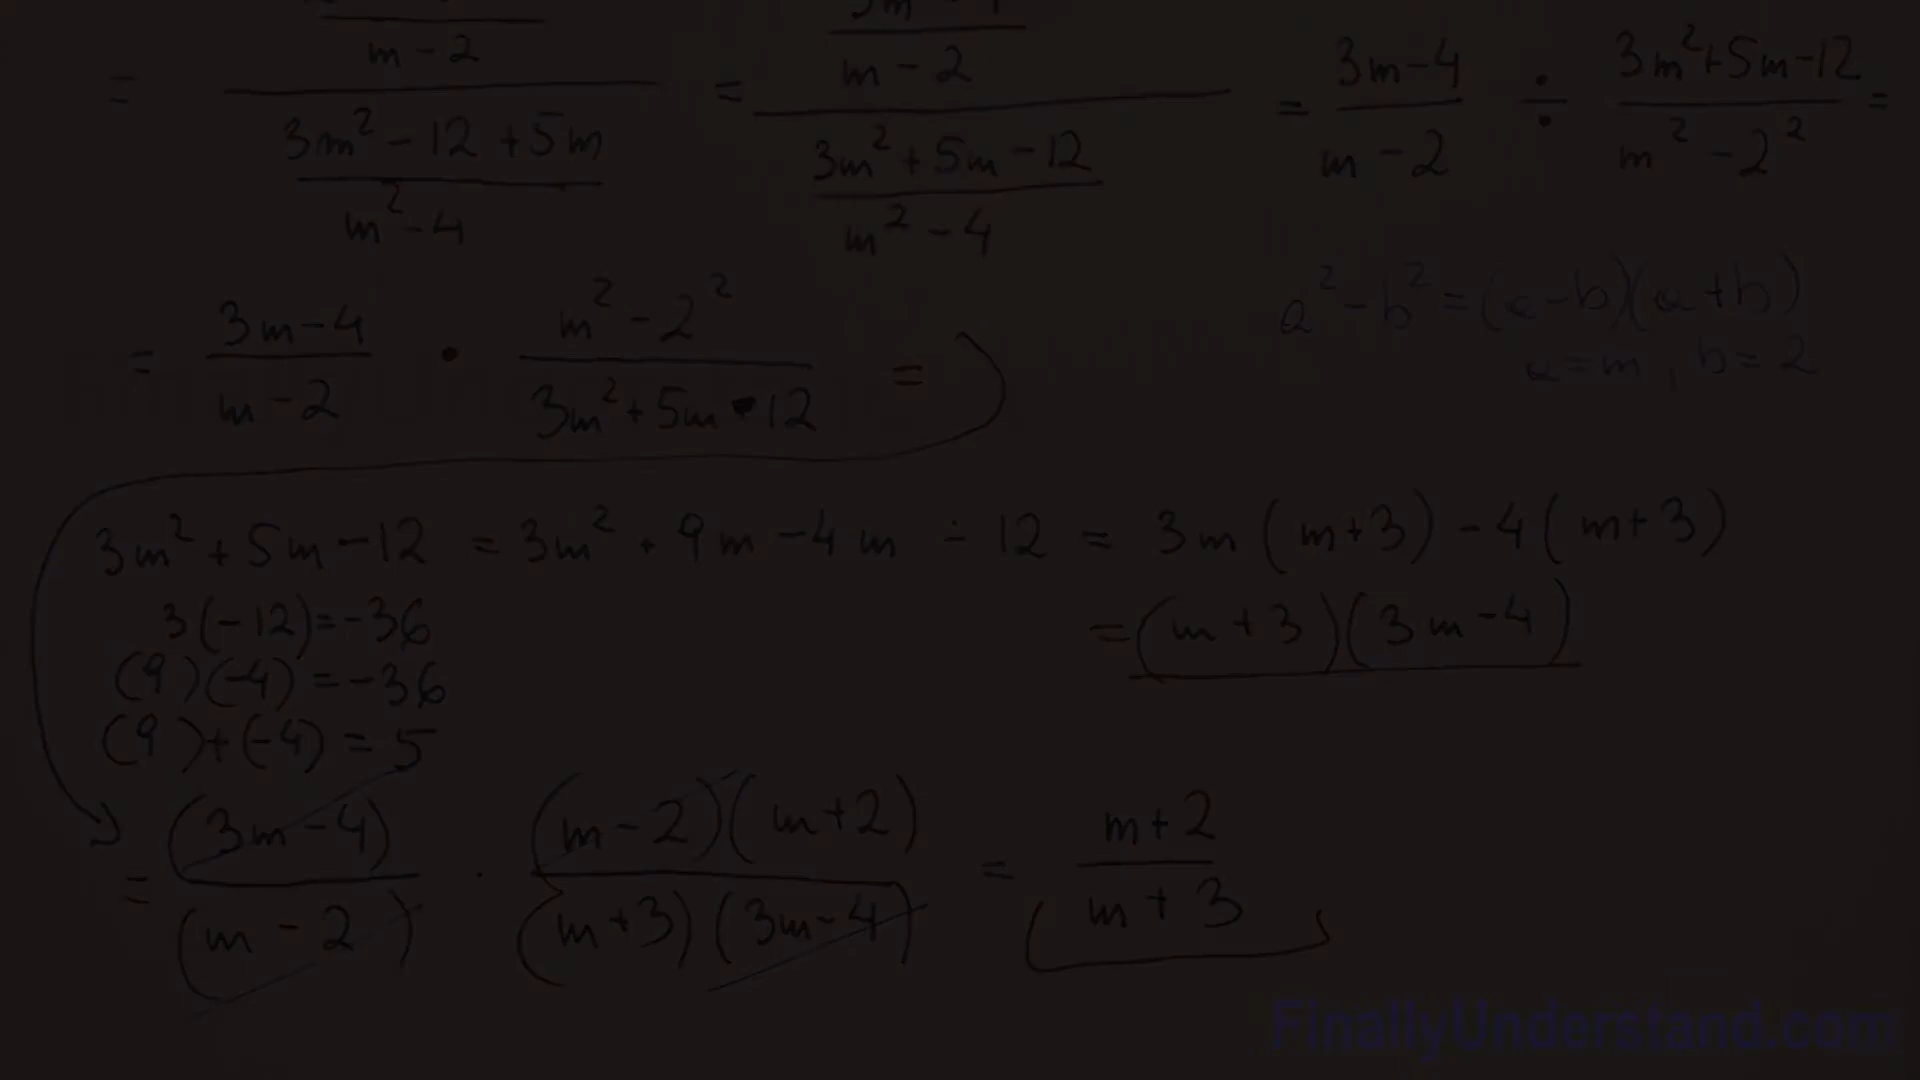 = m - 2 / 3m² - 12 + 5m / m² - 4 = m - 2 / 3m² + 5m - 12 / m² - 4 = 3m - 4 / m - 2 ÷ 3m² + 5m - 12 / m² - 2² =
a² - b² = (a - b)(a + b)
a = m, b = 2
= 3m - 4 / m - 2 · m² - 2² / 3m² + 5m - 12 =
3m² + 5m - 12 = 3m² + 9m - 4m - 12 = 3m(m + 3) - 4(m + 3)
= (m + 3)(3m - 4)
3(-12) = -36
(9)(-4) = -36
(9) + (-4) = 5
= (3m - 4) / (m - 2) · (m - 2)(m + 2) / (m + 3)(3m - 4) = m + 2 / m + 3
FinallyUnderstand.com